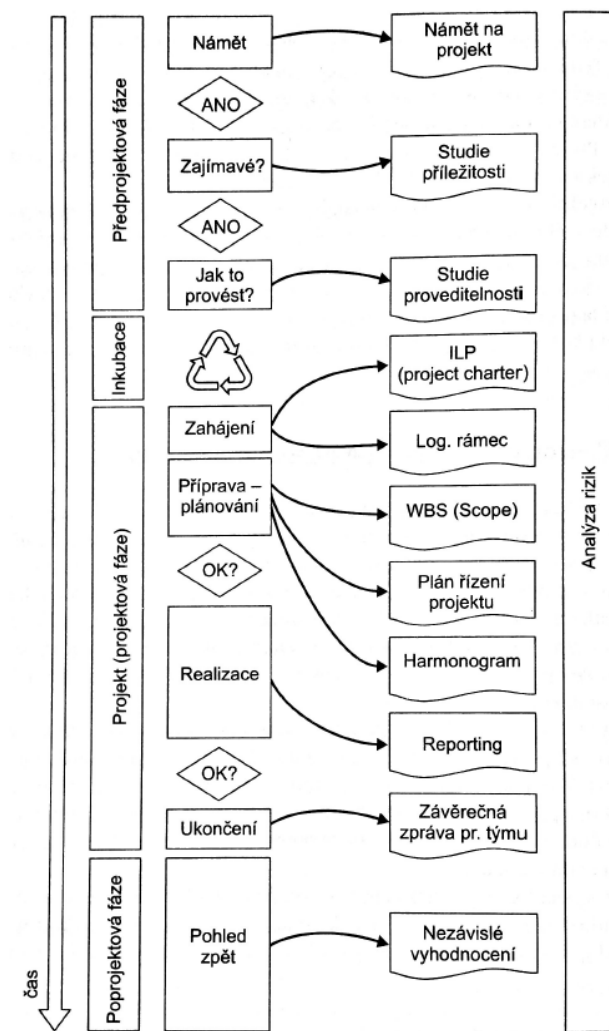 Předprojektová fáze
Námět
Námět na
projekt
ANO
Zajímavé?
Studie
příležitosti
ANO
Jak to
provést?
Studie
proveditelnosti
Inkubace
ILP
(project charter)
Projekt (projektová fáze)
Zahájení
Log. rámec
Příprava –
plánování
WBS (Scope)
OK?
Plán řízení
projektu
Realizace
Harmonogram
Reporting
OK?
Ukončení
Závěrečná
zpráva pr. týmu
Poprojektová fáze
Pohled
zpět
Nezávislé
vyhodnocení
čas
Analýza rizik